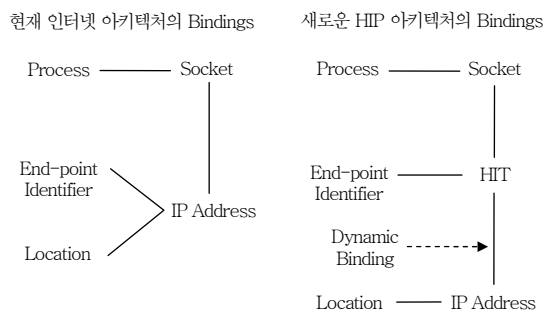 현재 인터넷 아키텍처의 Bindings
Process
Socket
End-point
Identifier
IP Address
Location
새로운 HIP 아키텍처의 Bindings
Process
Socket
End-point
Identifier
HIT
Dynamic
Binding
Location
IP Address